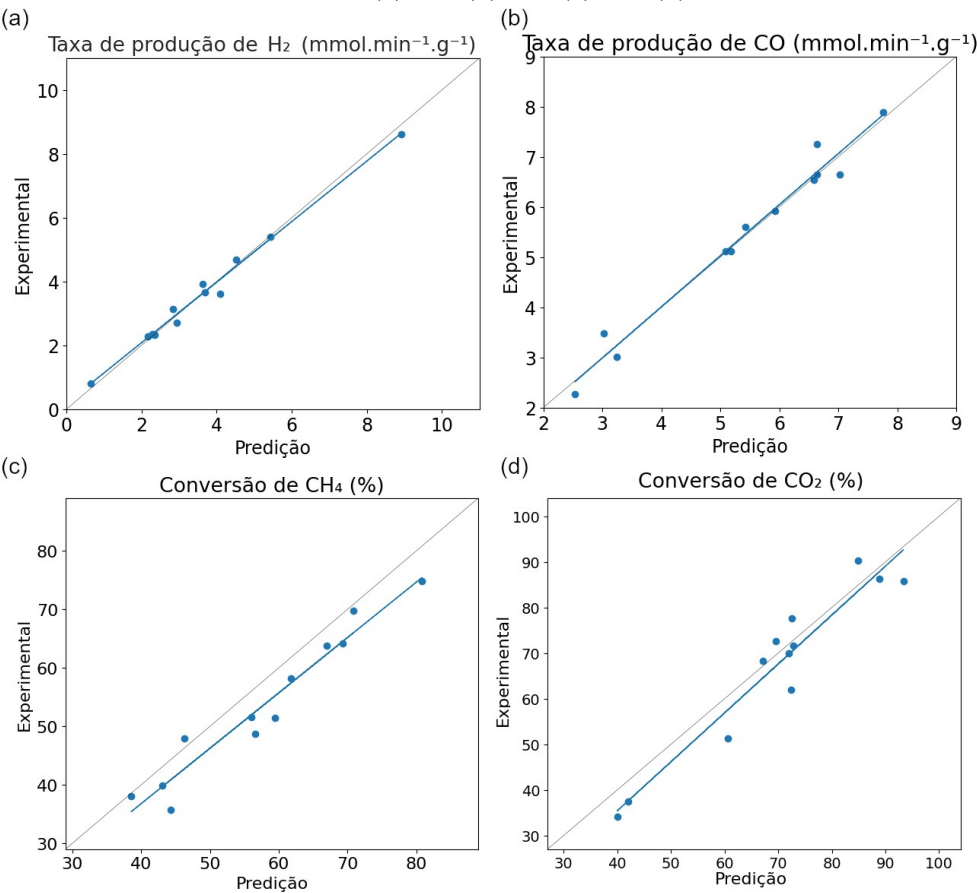 (a)
Taxa de produção de H₂ (mmol.min⁻¹.g⁻¹)
10
8
6
4
2
0
Experimental
0 2 4 6 8 10
Predição
(b)
Taxa de produção de CO (mmol.min⁻¹.g⁻¹)
9
8
7
6
5
4
3
2
Experimental
2 3 4 5 6 7 8 9
Predição
(c)
Conversão de CH₄ (%)
80
70
60
50
40
30
Experimental
30 40 50 60 70 80
Predição
(d)
Conversão de CO₂ (%)
100
90
80
70
60
50
40
30
Experimental
30 40 50 60 70 80 90 100
Predição